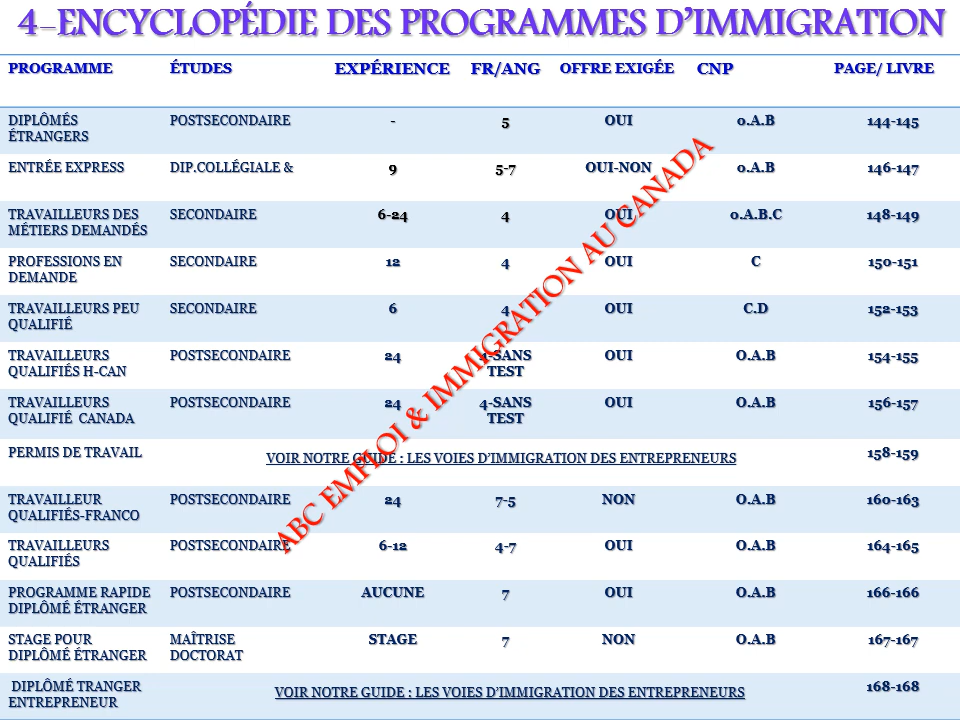 4-ENCYCLOPÉDIE DES PROGRAMMES D'IMMIGRATION
PROGRAMME ÉTUDES EXPÉRIENCE FR/ANG OFFRE EXIGÉE CNP PAGE/ LIVRE
DIPLÔMÉS ÉTRANGERS POSTSECONDAIRE - 5 OUI 0.A.B 144-145
ENTRÉE EXPRESS DIP.COLLÉGIALE & 9 5-7 OUI-NON 0.A.B 146-147
TRAVAILLEURS DES MÉTIERS DEMANDÉS SECONDAIRE 6-24 4 OUI 0.A.B.C 148-149
PROFESSIONS EN DEMANDE SECONDAIRE 12 4 OUI C 150-151
TRAVAILLEURS PEU QUALIFIÉ SECONDAIRE 6 4 OUI C.D 152-153
TRAVAILLEURS QUALIFIÉS H-CAN POSTSECONDAIRE 24 4-SANS TEST OUI O.A.B 154-155
TRAVAILLEURS QUALIFIÉ CANADA POSTSECONDAIRE 24 4-SANS TEST OUI O.A.B 156-157
PERMIS DE TRAVAIL VOIR NOTRE GUIDE : LES VOIES D'IMMIGRATION DES ENTREPRENEURS 158-159
TRAVAILLEUR QUALIFIÉS-FRANCO POSTSECONDAIRE 24 7-5 NON O.A.B 160-163
TRAVAILLEURS QUALIFIÉS POSTSECONDAIRE 6-12 4-7 OUI O.A.B 164-165
PROGRAMME RAPIDE DIPLÔMÉ ÉTRANGER POSTSECONDAIRE AUCUNE 7 OUI O.A.B 166-166
STAGE POUR DIPLÔMÉ ÉTRANGER MAÎTRISE DOCTORAT STAGE 7 NON O.A.B 167-167
DIPLÔMÉ TRANGER ENTREPRENEUR VOIR NOTRE GUIDE : LES VOIES D'IMMIGRATION DES ENTREPRENEURS 168-168
ABC EMPLOI & IMMIGRATION AU CANADA